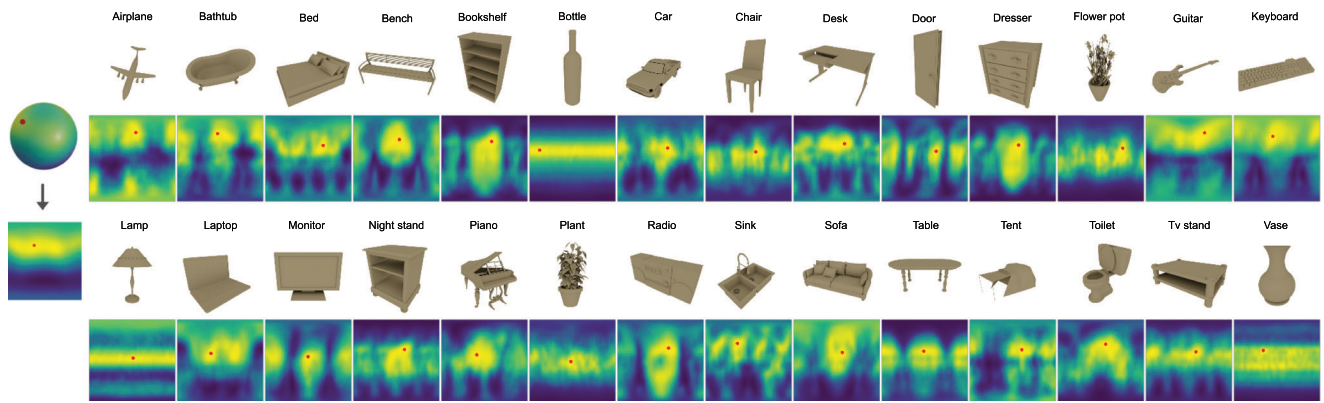 Airplane Bathtub Bed Bench Bookshelf Bottle Car Chair Desk Door Dresser Flower pot Guitar Keyboard
Lamp Laptop Monitor Night stand Piano Plant Radio Sink Sofa Table Tent Toilet Tv stand Vase